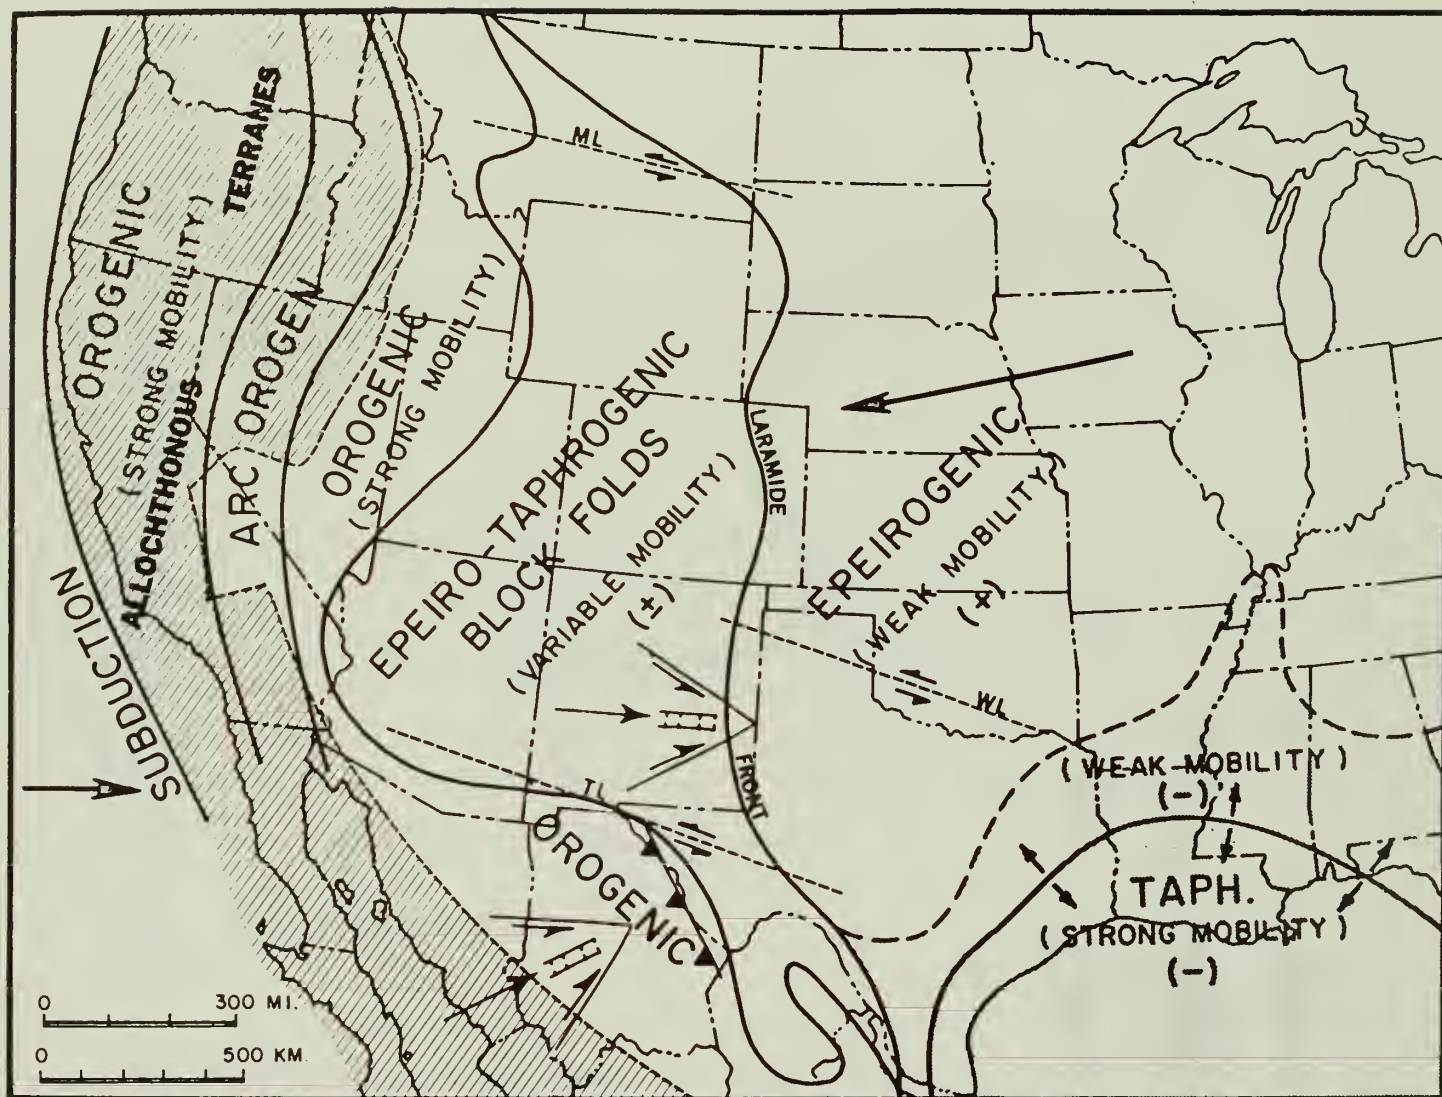 TERRANES
ML
OROGENIC
(STRONG MOBILITY)
ALLOCHTHONOUS
ARC OROGEN
OROGENIC
(STRONG MOBILITY)
EPEIRO-TAPHROGENIC
BLOCK FOLDS
(VARIABLE MOBILITY)
(±)
LARAMIDE
FRONT
EPEIROGENIC
(WEAK MOBILITY
(+)
WL
SUBDUCTION
TL
OROGENIC
(WEAK MOBILITY)
(-)
TAPH.
(STRONG MOBILITY)
(-)
0 300 MI.
0 500 KM.